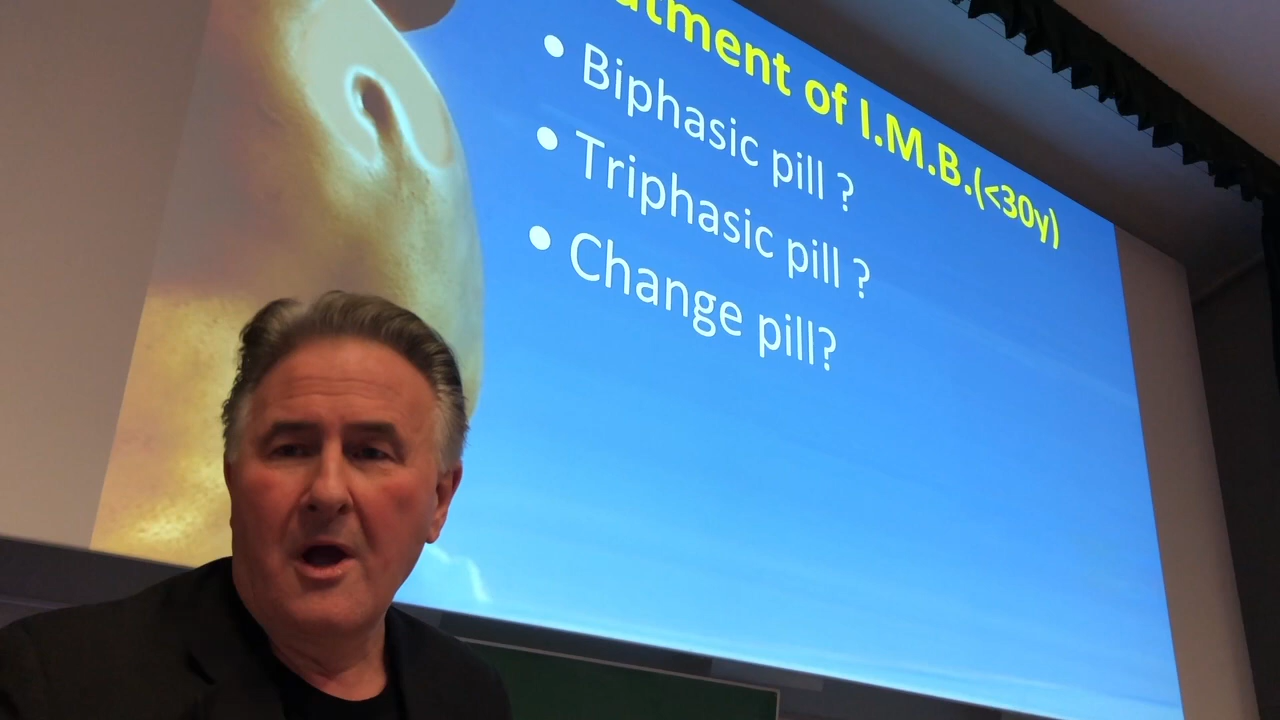 atment of I.M.B.(<30y)
Biphasic pill ?
Triphasic pill ?
Change pill?